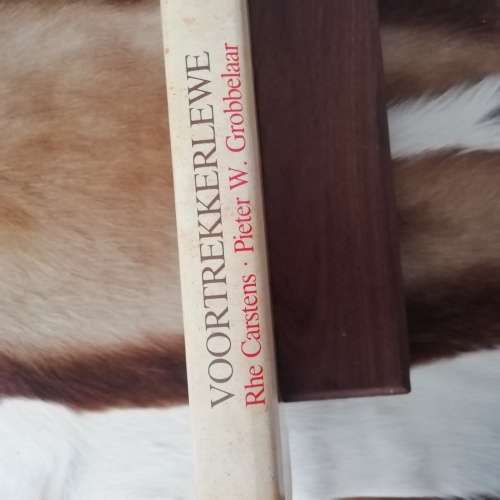 VOORTREKKERLEWE
Rhe Carstens · Pieter W. Grobbelaar